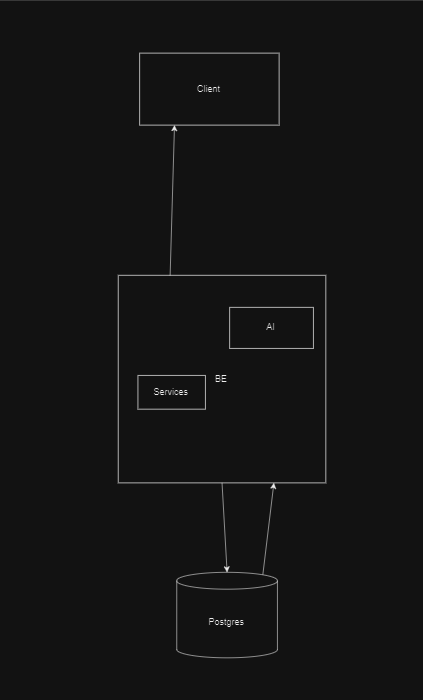 Client
AI
BE
Services
Postgres